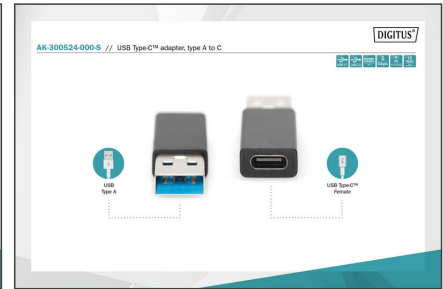 DIGITUS®
AK-300524-000-S // USB Type-C™ adapter, type A to C
USB
Type A
USB Type-C™
Female